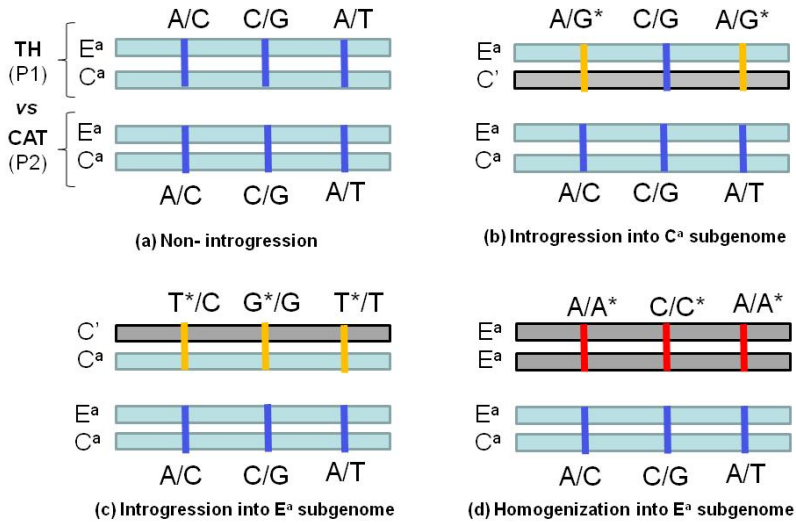 A/C C/G A/T
TH
(P1)
vs
CAT
(P2)
Eᵃ
Cᵃ
Eᵃ
Cᵃ
A/C C/G A/T
(a) Non- introgression
A/G* C/G A/G*
Eᵃ
C'
Eᵃ
Cᵃ
A/C C/G A/T
(b) Introgression into Cᵃ subgenome
T*/C G*/G T*/T
C'
Cᵃ
Eᵃ
Cᵃ
A/C C/G A/T
(c) Introgression into Eᵃ subgenome
A/A* C/C* A/A*
Eᵃ
Eᵃ
Eᵃ
Cᵃ
A/C C/G A/T
(d) Homogenization into Eᵃ subgenome